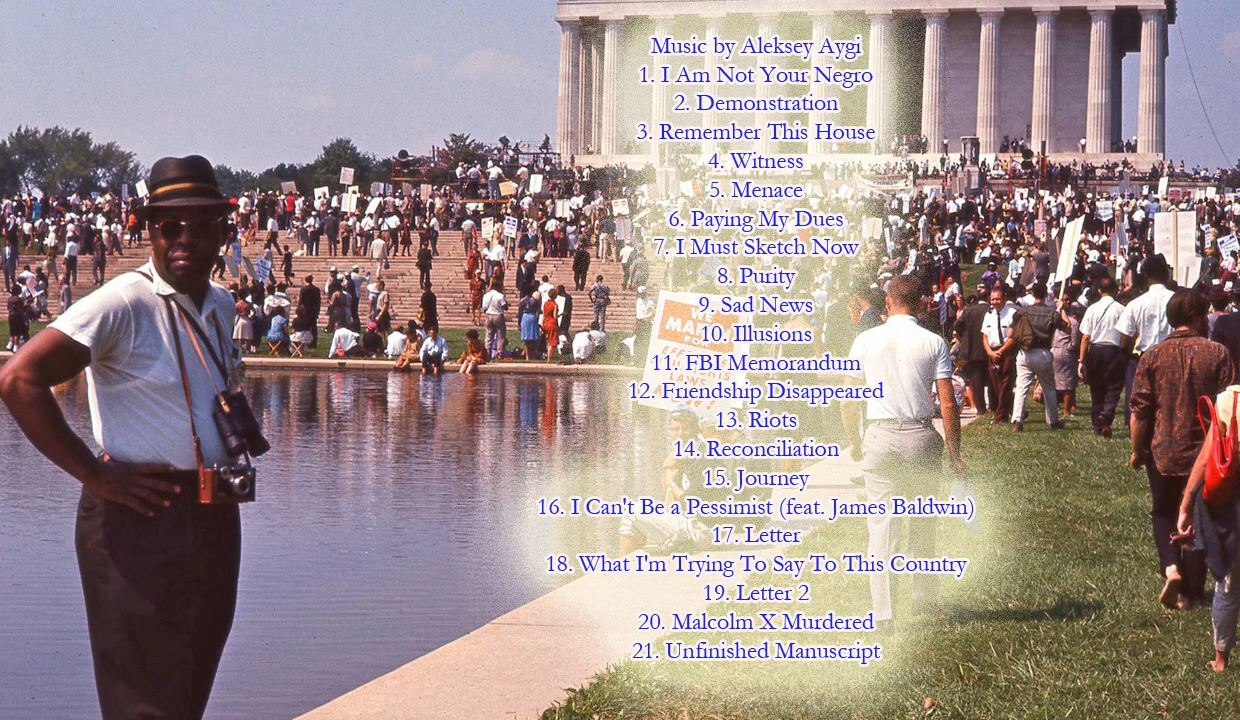 Music by Aleksey Aygi
1. I Am Not Your Negro
2. Demonstration
3. Remember This House
4. Witness
5. Menace
6. Paying My Dues
7. I Must Sketch Now
8. Purity
9. Sad News
10. Illusions
11. FBI Memorandum
12. Friendship Disappeared
13. Riots
14. Reconciliation
15. Journey
16. I Can't Be a Pessimist (feat. James Baldwin)
17. Letter
18. What I'm Trying To Say To This Country
19. Letter 2
20. Malcolm X Murdered
21. Unfinished Manuscript